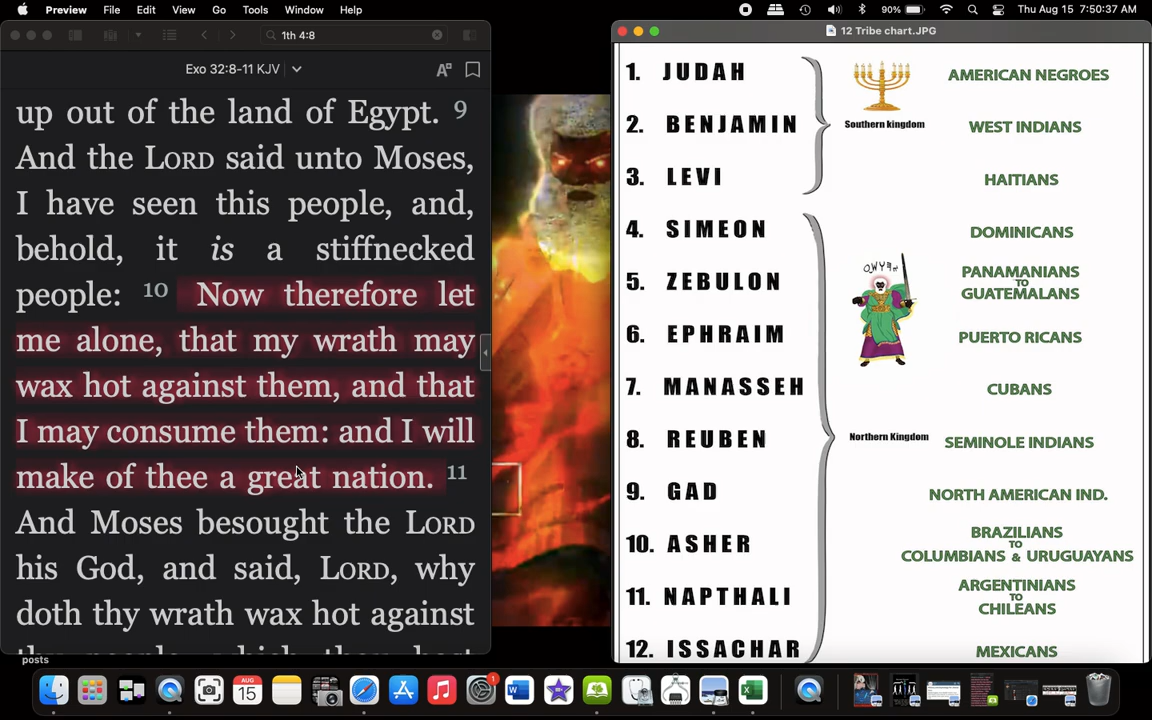 Preview File Edit View Go Tools Window Help 90% Thu Aug 15 7:50:37 AM
1th 4:8
Exo 32:8-11 KJV
up out of the land of Egypt. 9
And the LORD said unto Moses,
I have seen this people, and,
behold, it is a stiffnecked
people: 10 Now therefore let
me alone, that my wrath may
wax hot against them, and that
I may consume them: and I will
make of thee a great nation. 11
And Moses besought the LORD
his God, and said, LORD, why
doth thy wrath wax hot against
posts
12 Tribe chart.JPG
1. JUDAH AMERICAN NEGROES
2. BENJAMIN Southern kingdom WEST INDIANS
3. LEVI HAITIANS
4. SIMEON DOMINICANS
5. ZEBULON PANAMANIANS
TO
GUATEMALANS
6. EPHRAIM PUERTO RICANS
7. MANASSEH CUBANS
8. REUBEN Northern Kingdom SEMINOLE INDIANS
9. GAD NORTH AMERICAN IND.
10. ASHER BRAZILIANS
TO
COLUMBIANS & URUGUAYANS
11. NAPTHALI ARGENTINIANS
TO
CHILEANS
12. ISSACHAR MEXICANS
AUG
15
1